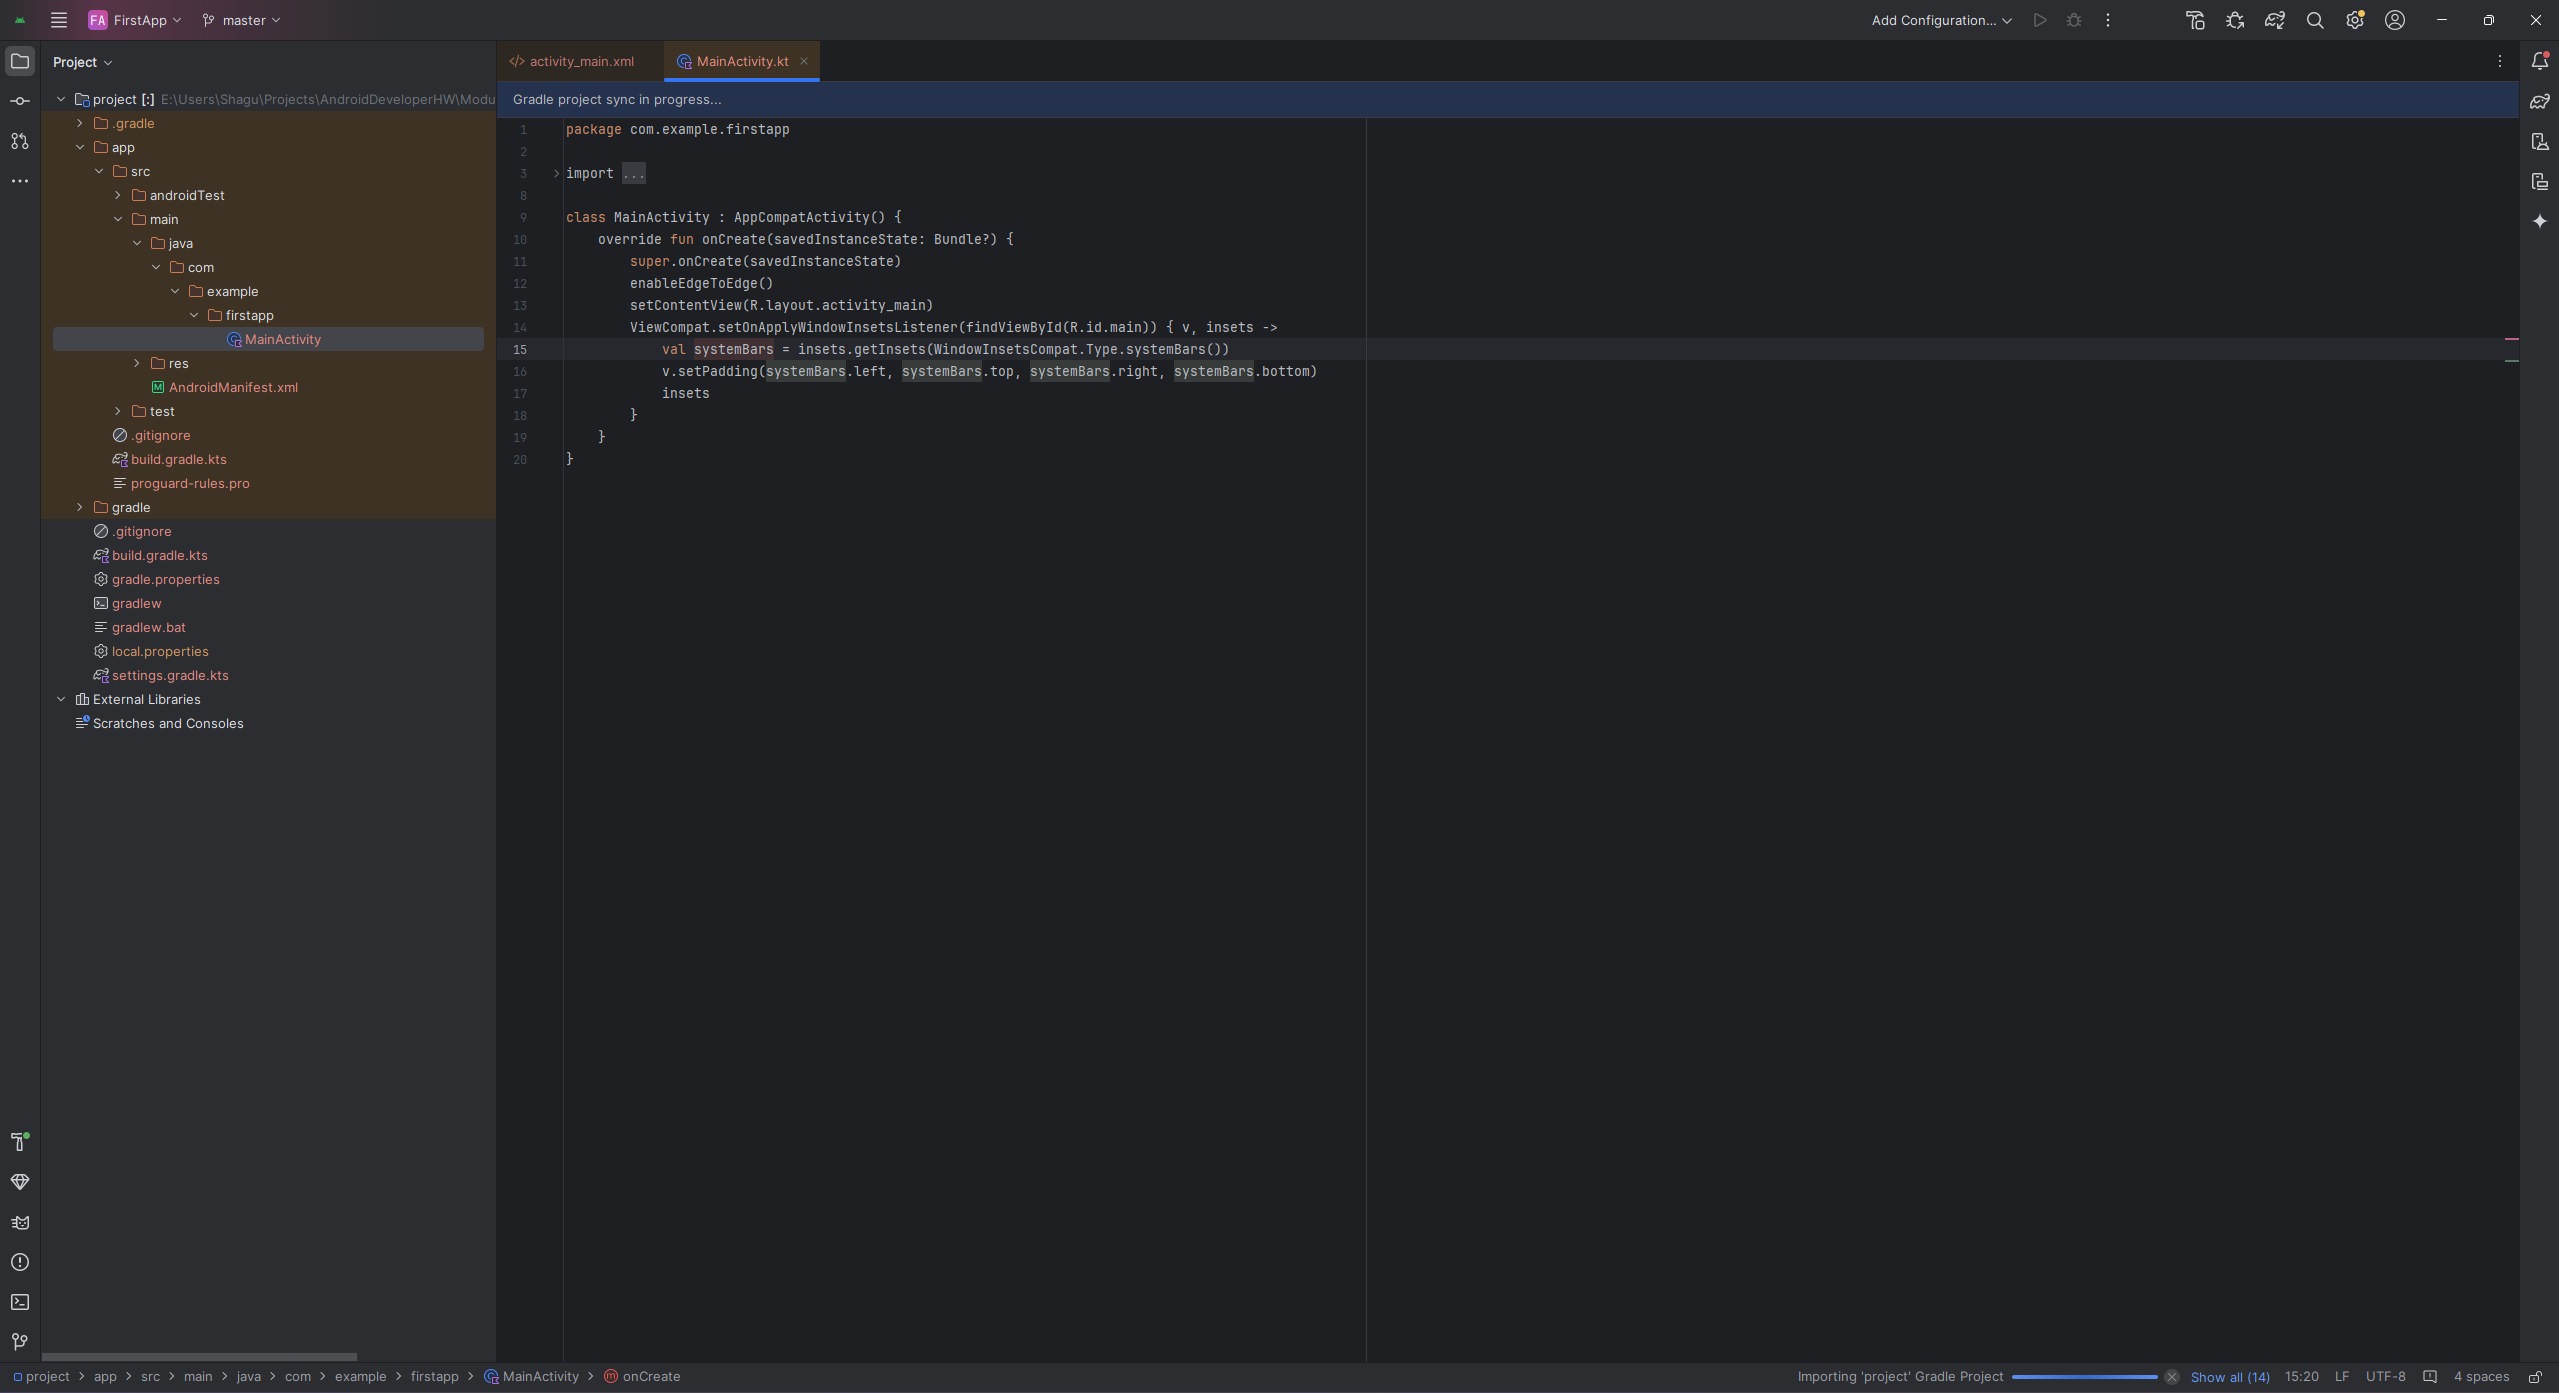 FA FirstApp master Add Configuration...
Project
activity_main.xml MainActivity.kt
project [:] E:\Users\Shagu\Projects\AndroidDeveloperHW\Modu
.gradle
app
src
androidTest
main
java
com
example
firstapp
MainActivity
res
AndroidManifest.xml
test
.gitignore
build.gradle.kts
proguard-rules.pro
gradle
.gitignore
build.gradle.kts
gradle.properties
gradlew
gradlew.bat
local.properties
settings.gradle.kts
External Libraries
Scratches and Consoles
Gradle project sync in progress...
1 package com.example.firstapp
2
3 import ...
8
9 class MainActivity : AppCompatActivity() {
10 override fun onCreate(savedInstanceState: Bundle?) {
11 super.onCreate(savedInstanceState)
12 enableEdgeToEdge()
13 setContentView(R.layout.activity_main)
14 ViewCompat.setOnApplyWindowInsetsListener(findViewById(R.id.main)) { v, insets ->
15 val systemBars = insets.getInsets(WindowInsetsCompat.Type.systemBars())
16 v.setPadding(systemBars.left, systemBars.top, systemBars.right, systemBars.bottom)
17 insets
18 }
19 }
20 }
project > app > src > main > java > com > example > firstapp > MainActivity > onCreate
Importing 'project' Gradle Project Show all (14) 15:20 LF UTF-8 4 spaces